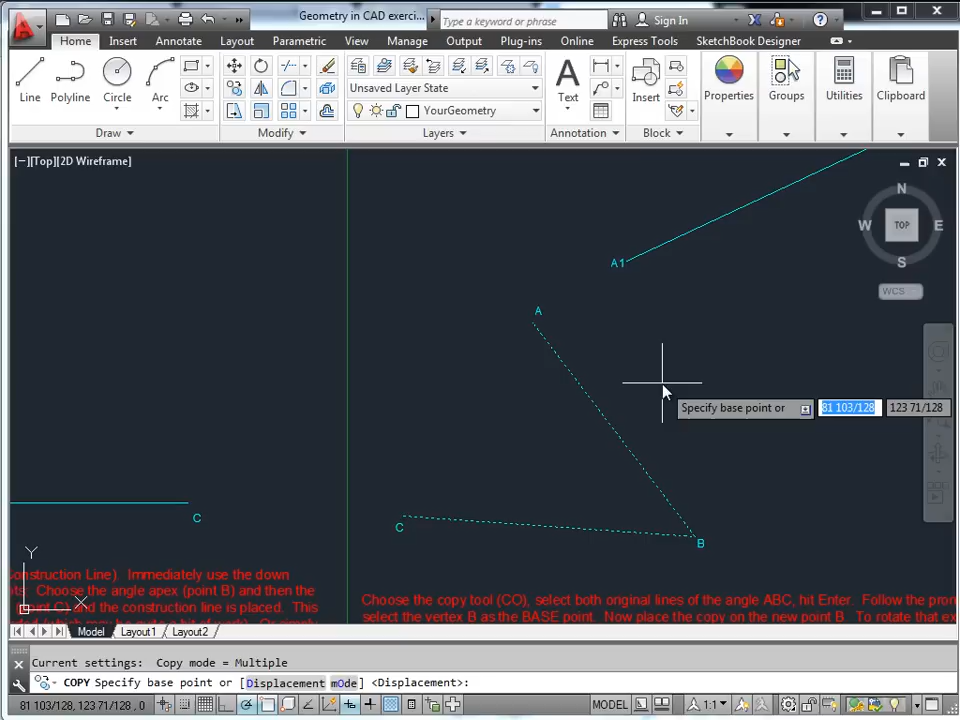 Geometry in CAD exerci...
Type a keyword or phrase
Sign In
Home Insert Annotate Layout Parametric View Manage Output Plug-ins Online Express Tools SketchBook Designer
Line Polyline Circle Arc
Unsaved Layer State
YourGeometry
Text Insert Properties Groups Utilities Clipboard
Draw Modify Layers Annotation Block
[−][Top][2D Wireframe]
N
W TOP E
S
WCS
A1
A
Specify base point or 81 103/128 123 71/128
C
C
B
Y
X
onstruction Line). Immediately use the down
ots. Choose the angle apex (point B) and then the
(point C) and the construction line is placed. This
Choose the copy tool (CO), select both original lines of the angle ABC, hit Enter. Follow the pron
select the vertex B as the BASE point. Now place the copy on the new point B. To rotate that ex
Model Layout1 Layout2
Current settings: Copy mode = Multiple
COPY Specify base point or [Displacement mOde] <Displacement>:
81 103/128, 123 71/128 , 0
MODEL
1:1